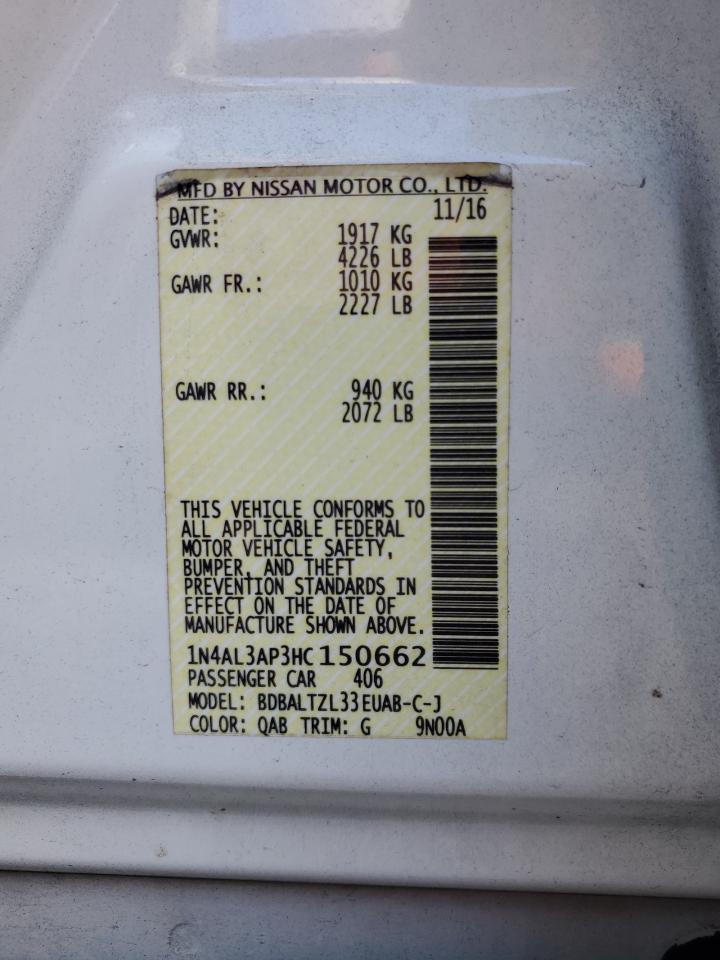 MFD BY NISSAN MOTOR CO., LTD.
DATE: 11/16
GVWR: 1917 KG
4226 LB
GAWR FR.: 1010 KG
2227 LB
GAWR RR.: 940 KG
2072 LB
THIS VEHICLE CONFORMS TO
ALL APPLICABLE FEDERAL
MOTOR VEHICLE SAFETY,
BUMPER, AND THEFT
PREVENTION STANDARDS IN
EFFECT ON THE DATE OF
MANUFACTURE SHOWN ABOVE.
1N4AL3AP3HC150662
PASSENGER CAR 406
MODEL: BDBALTZL33EUAB-C-J
COLOR: QAB TRIM: G 9N00A